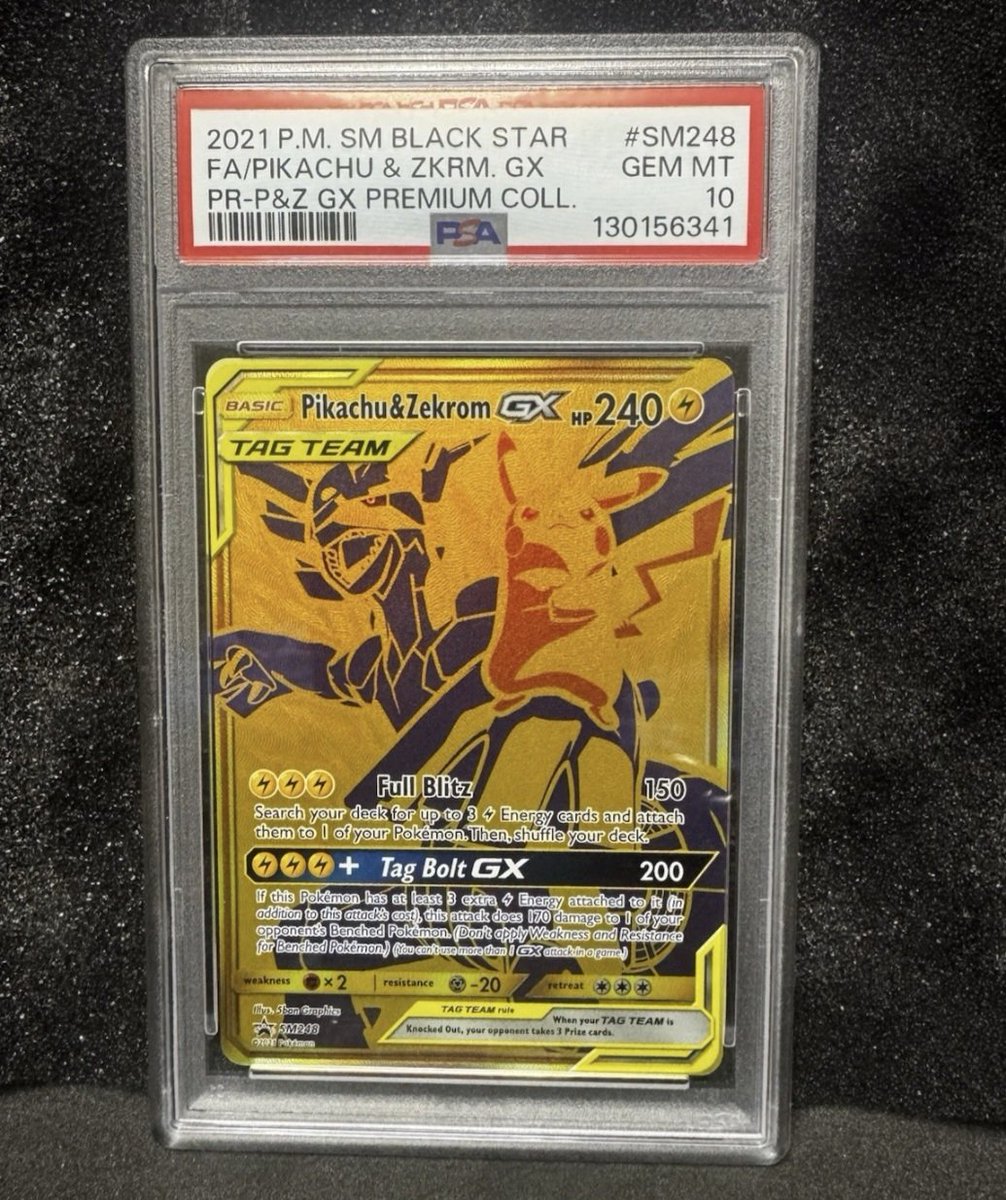 2021 P.M. SM BLACK STAR #SM248
FA/PIKACHU & ZKRM. GX GEM MT
PR-P&Z GX PREMIUM COLL. 10
PSA 130156341
BASIC Pikachu&Zekrom GX HP 240
TAG TEAM
Full Blitz 150
Search your deck for up to 3 Energy cards and attach
them to 1 of your Pokémon. Then, shuffle your deck.
+ Tag Bolt GX 200
If this Pokémon has at least 3 extra Energy attached to it (in
addition to this attack's cost), this attack does 170 damage to 1 of your
opponent's Benched Pokémon. (Don't apply Weakness and Resistance
for Benched Pokémon.) (You can't use more than 1 GX attack in a game.)
weakness ×2 resistance -20 retreat
Illus. 5ban Graphics
SM248
©2021 Pokémon
TAG TEAM rule
When your TAG TEAM is
Knocked Out, your opponent takes 3 Prize cards.